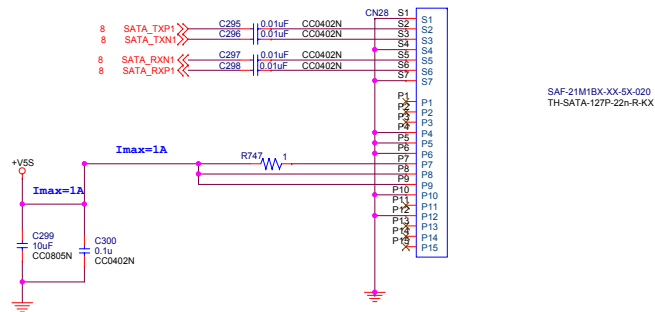 CN28 S1 S1
8 SATA_TXP1 C295 0.01uF CC0402N S2 S2
8 SATA_TXN1 C296 0.01uF CC0402N S3 S3
S4 S4
8 SATA_RXN1 C297 0.01uF CC0402N S5 S5
8 SATA_RXP1 C298 0.01uF CC0402N S6 S6
S7 S7
SAF-21M1BX-XX-5X-020
TH-SATA-127P-22n-R-KX
P1 P1
P2 P2
P3 P3
P4 P4
P5 P5
Imax=1A
P6 P6
R747 1 P7 P7
+V5S
P8 P8
P9 P9
Imax=1A
P10 P10
P11 P11
P12 P12
P13 P13
P14 P14
P15 P15
C299
10uF
CC0805N
C300
0.1u
CC0402N